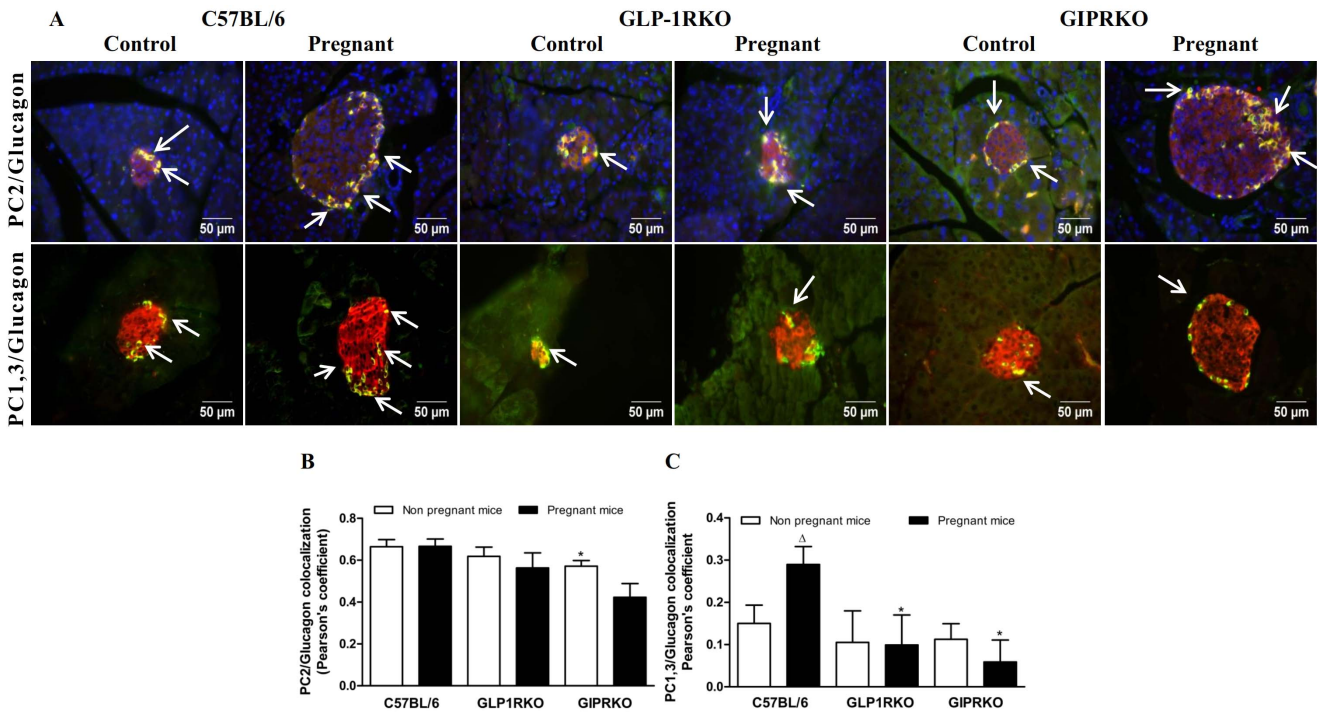 A
C57BL/6 GLP-1RKO GIPRKO
Control Pregnant Control Pregnant Control Pregnant
PC2/Glucagon
50 µm 50 µm 50 µm 50 µm 50 µm 50 µm
PC1,3/Glucagon
50 µm 50 µm 50 µm 50 µm 50 µm 50 µm
B
PC2/Glucagon colocalization
(Pearson's coefficient)
Non pregnant mice Pregnant mice
0.8
0.6
0.4
0.2
0.0
*
C57BL/6 GLP1RKO GIPRKO
C
PC1,3/Glucagon colocalization
Pearson's coefficient)
Non pregnant mice Pregnant mice
0.4
0.3
0.2
0.1
0.0
Δ
*
*
C57BL/6 GLP1RKO GIPRKO